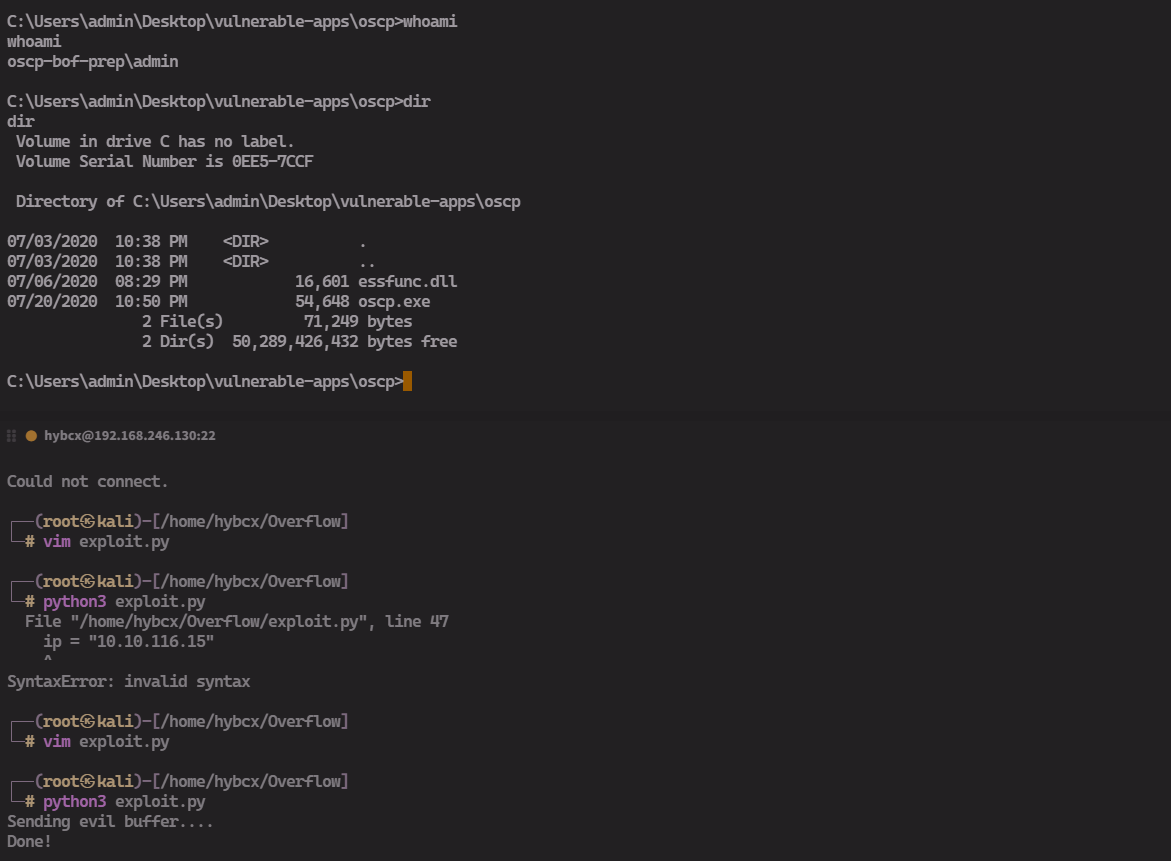 C:\Users\admin\Desktop\vulnerable-apps\oscp>whoami
whoami
oscp-bof-prep\admin
C:\Users\admin\Desktop\vulnerable-apps\oscp>dir
dir
 Volume in drive C has no label.
 Volume Serial Number is 0EE5-7CCF
 Directory of C:\Users\admin\Desktop\vulnerable-apps\oscp
07/03/2020  10:38 PM    <DIR>          .
07/03/2020  10:38 PM    <DIR>          ..
07/06/2020  08:29 PM            16,601 essfunc.dll
07/20/2020  10:50 PM            54,648 oscp.exe
               2 File(s)         71,249 bytes
               2 Dir(s)  50,289,426,432 bytes free
C:\Users\admin\Desktop\vulnerable-apps\oscp>
hybcx@192.168.246.130:22
Could not connect.
┌──(root㉿kali)-[/home/hybcx/Overflow]
└─# vim exploit.py
┌──(root㉿kali)-[/home/hybcx/Overflow]
└─# python3 exploit.py
  File "/home/hybcx/Overflow/exploit.py", line 47
    ip = "10.10.116.15"
    ^
SyntaxError: invalid syntax
┌──(root㉿kali)-[/home/hybcx/Overflow]
└─# vim exploit.py
┌──(root㉿kali)-[/home/hybcx/Overflow]
└─# python3 exploit.py
Sending evil buffer....
Done!